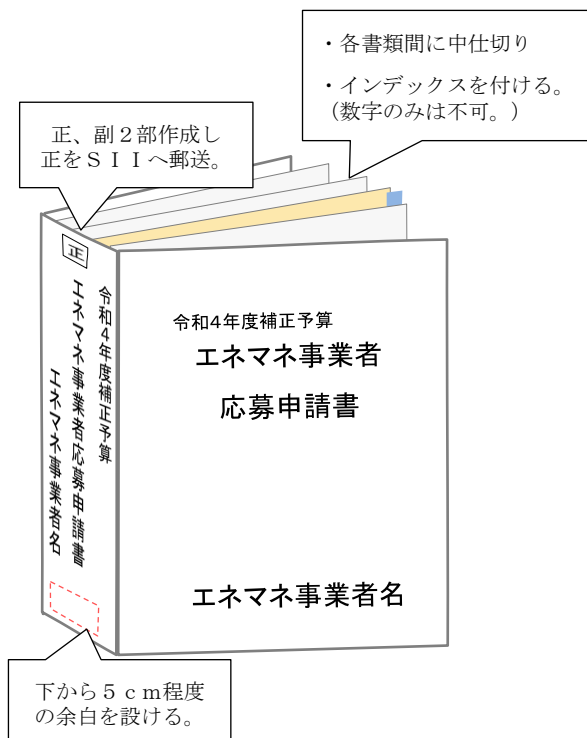 ・各書類間に中仕切り
・インデックスを付ける。
（数字のみは不可。）
正、副２部作成し
正をＳＩＩへ郵送。
正
令和4年度補正予算
エネマネ事業者応募申請書
エネマネ事業者名
令和4年度補正予算
エネマネ事業者
応募申請書
エネマネ事業者名
下から５ｃｍ程度
の余白を設ける。